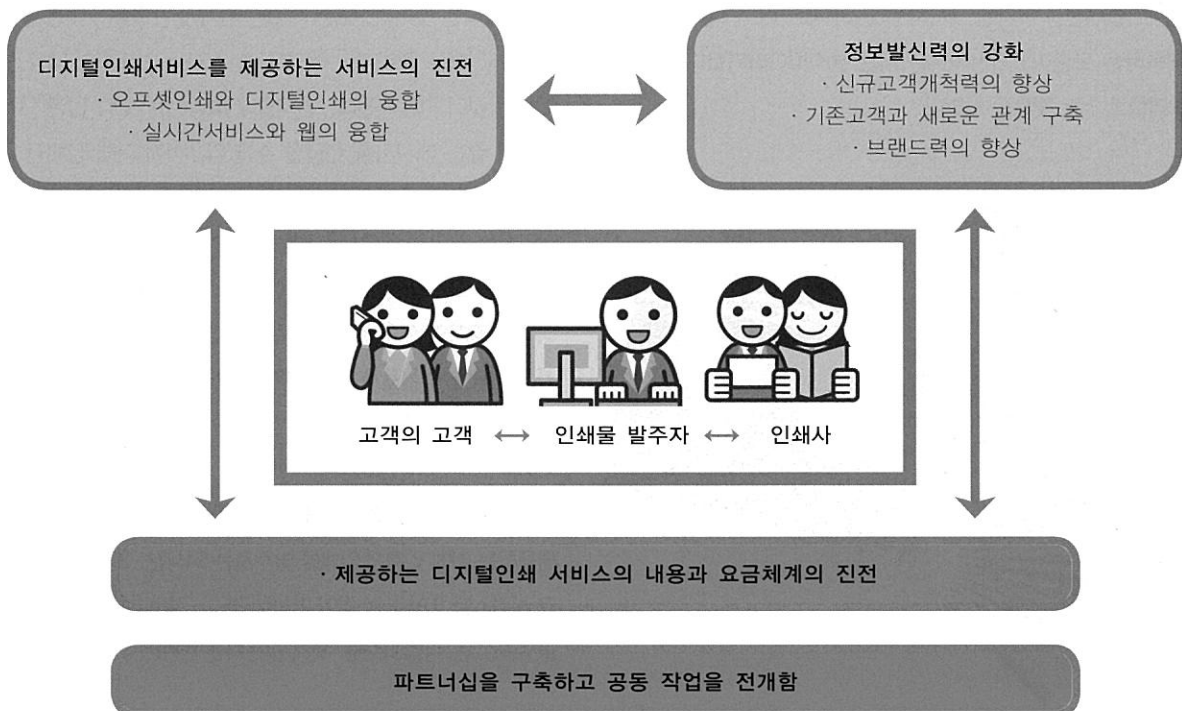 디지털인쇄서비스를 제공하는 서비스의 진전
· 오프셋인쇄와 디지털인쇄의 융합
· 실시간서비스와 웹의 융합
정보발신력의 강화
· 신규고객개척력의 향상
· 기존고객과 새로운 관계 구축
· 브랜드력의 향상
고객의 고객 ↔ 인쇄물 발주자 ↔ 인쇄사
· 제공하는 디지털인쇄 서비스의 내용과 요금체계의 진전
파트너십을 구축하고 공동 작업을 전개함